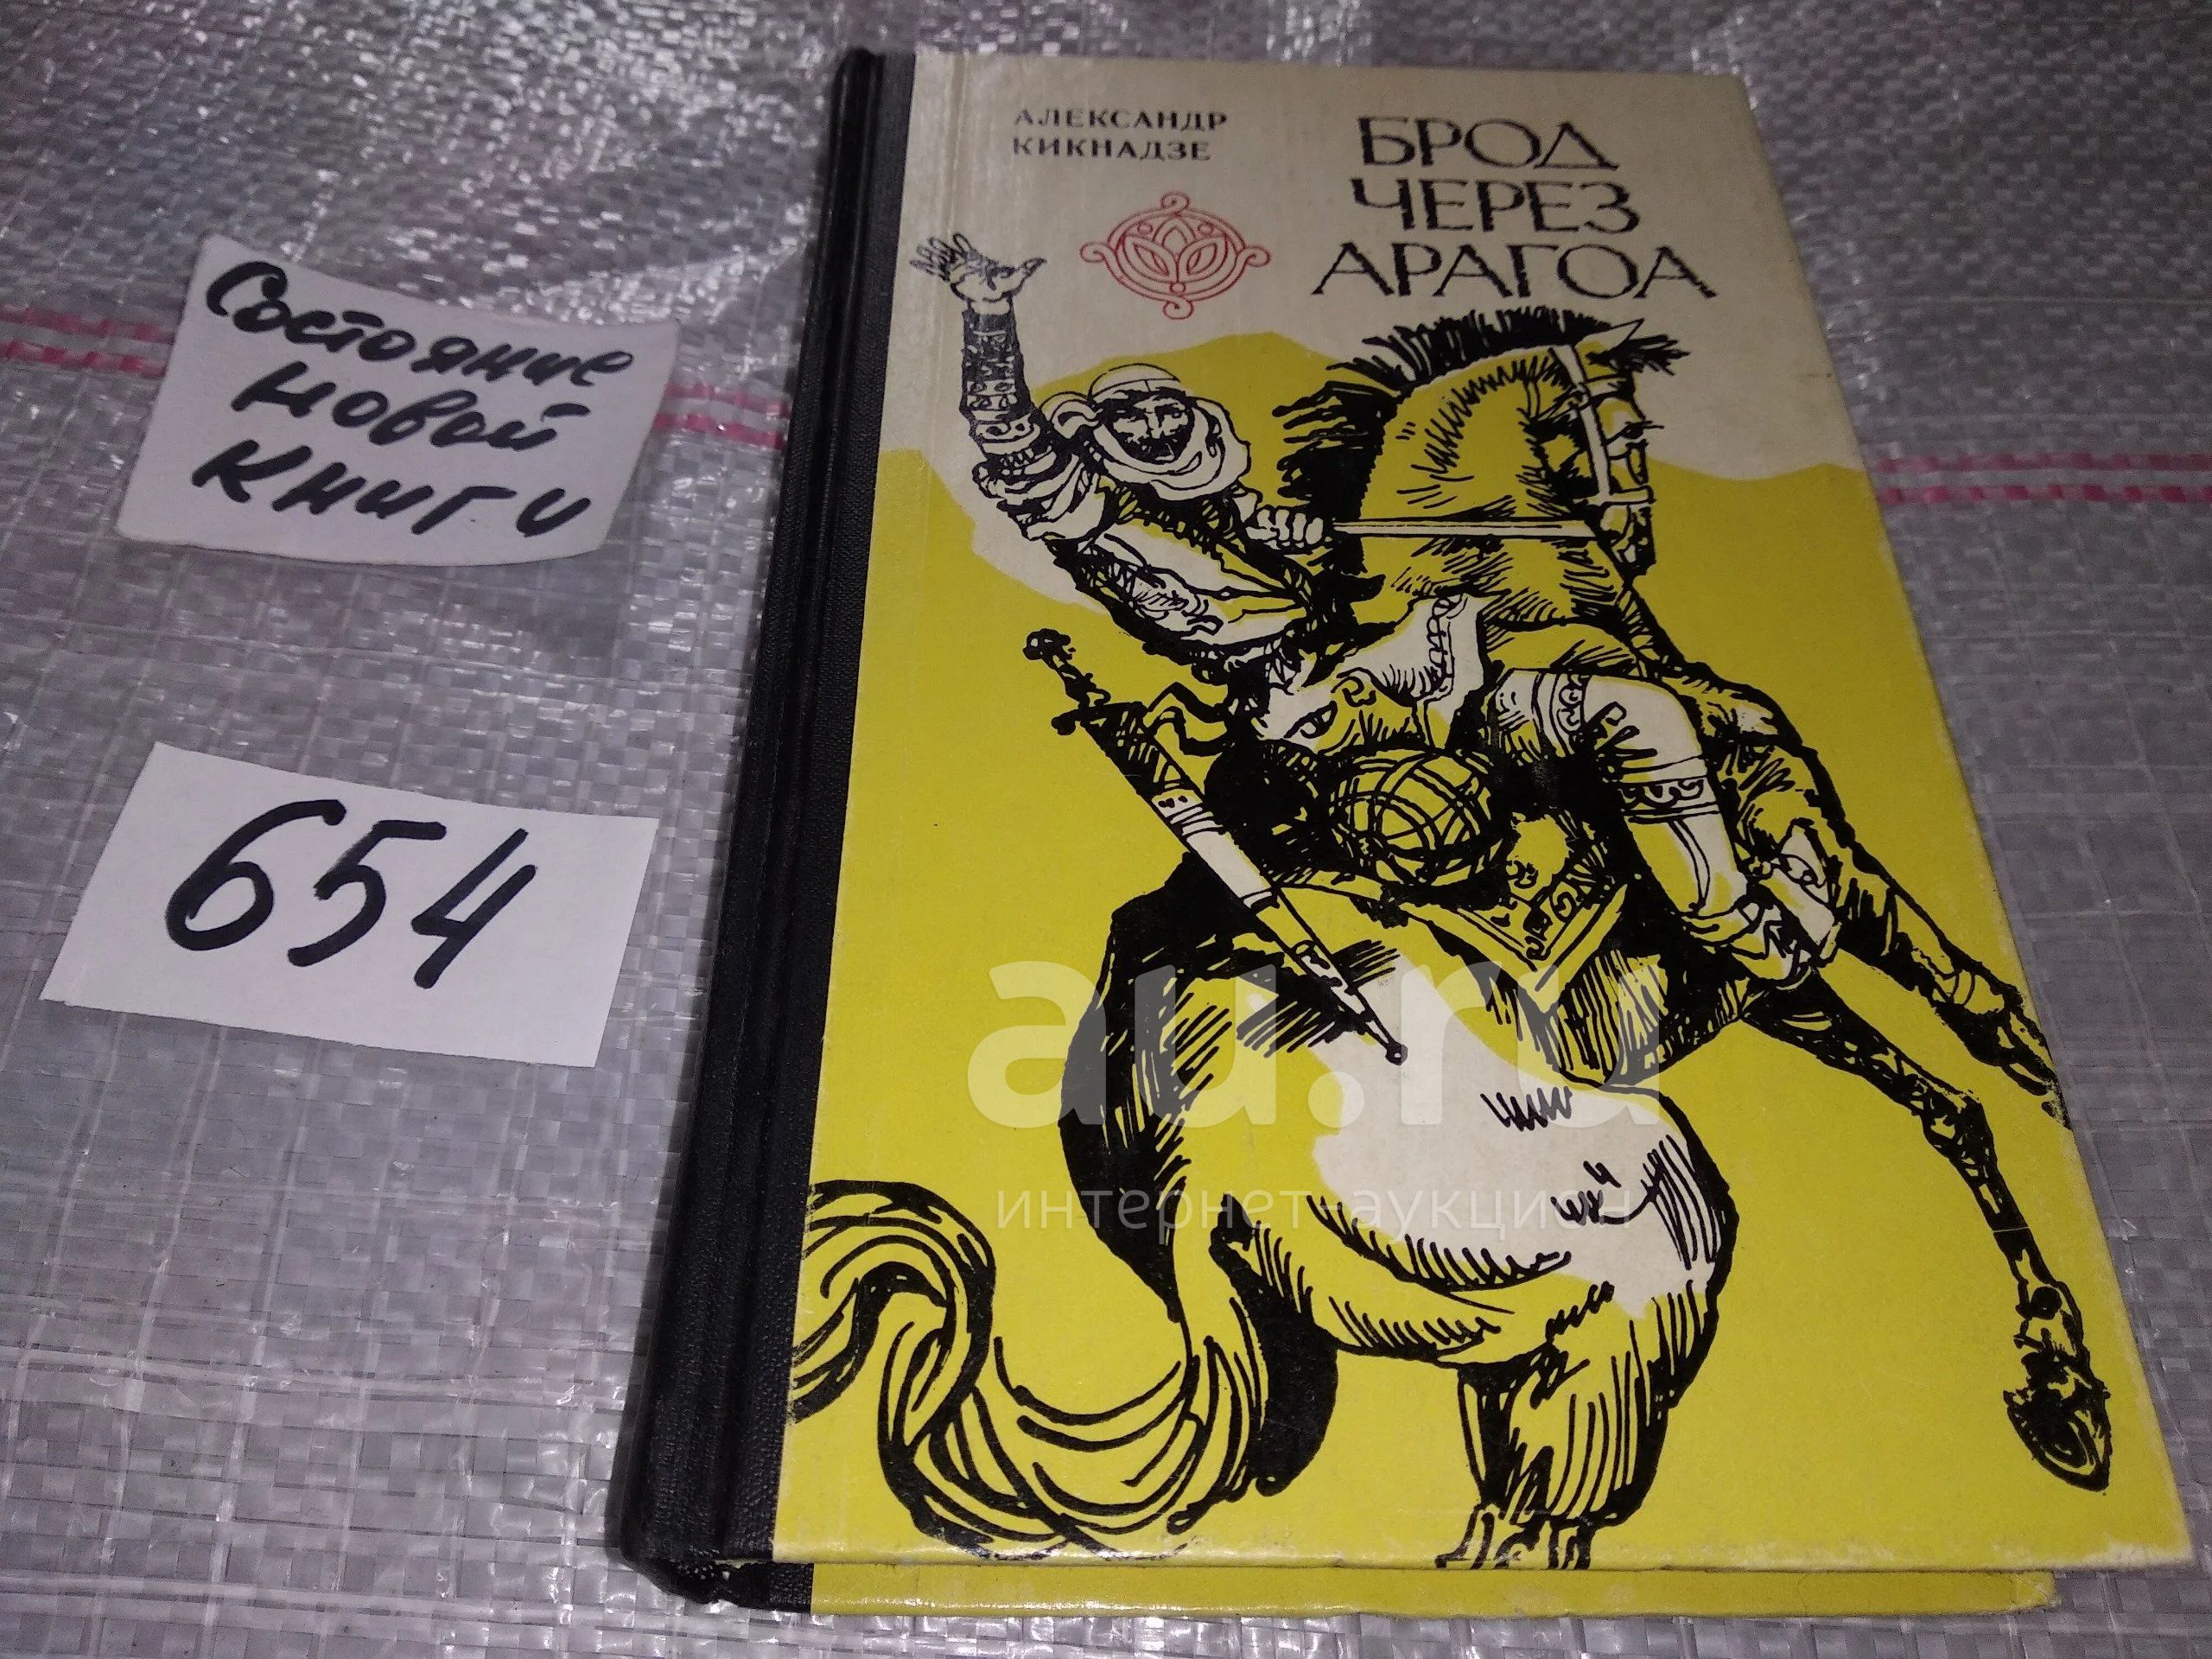 Состояние
новой
книги
654
АЛЕКСАНДР
КИКНАДЗЕ
БРОД
ЧЕРЕЗ
АРАГОА
au.ru
интернет-аукцион